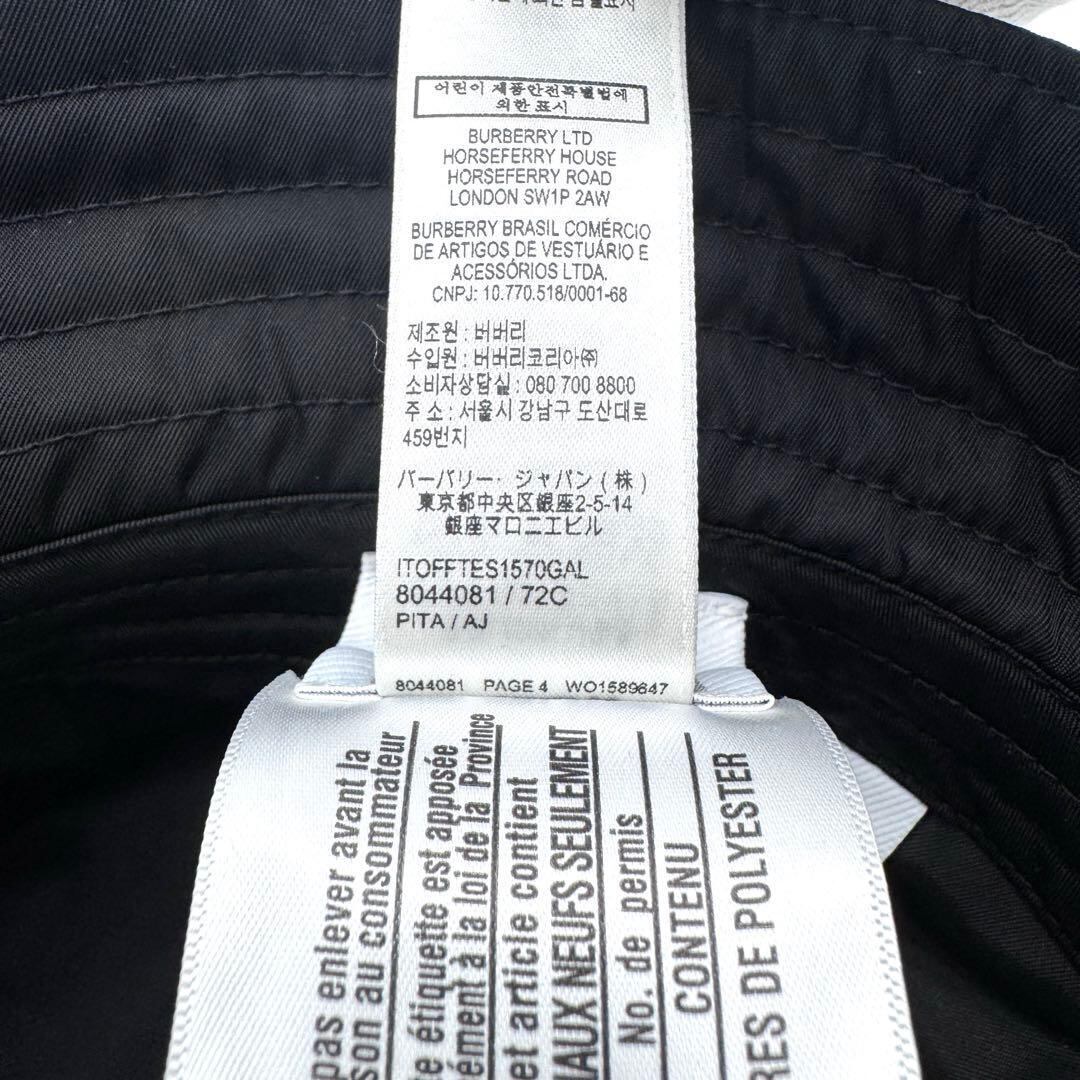 어린이 제품안전특별법에
의한 표시
BURBERRY LTD
HORSEFERRY HOUSE
HORSEFERRY ROAD
LONDON SW1P 2AW
BURBERRY BRASIL COMÉRCIO
DE ARTIGOS DE VESTUÁRIO E
ACESSÓRIOS LTDA.
CNPJ: 10.770.518/0001-68
제조원 : 버버리
수입원 : 버버리코리아㈜
소비자상담실 : 080 700 8800
주 소 : 서울시 강남구 도산대로
459번지
バーバリー・ジャパン ( 株 )
東京都中央区銀座2-5-14
銀座マロニエビル
ITOFFTES1570GAL
8044081 / 72C
PITA / AJ
8044081 PAGE 4 WO1589647
pas enlever avant la
son au consommateur
te étiquette est apposée
ément à la loi de la Province
et article contient
IAUX NEUFS SEULEMENT
No. de permis
CONTENU
RES DE POLYESTER